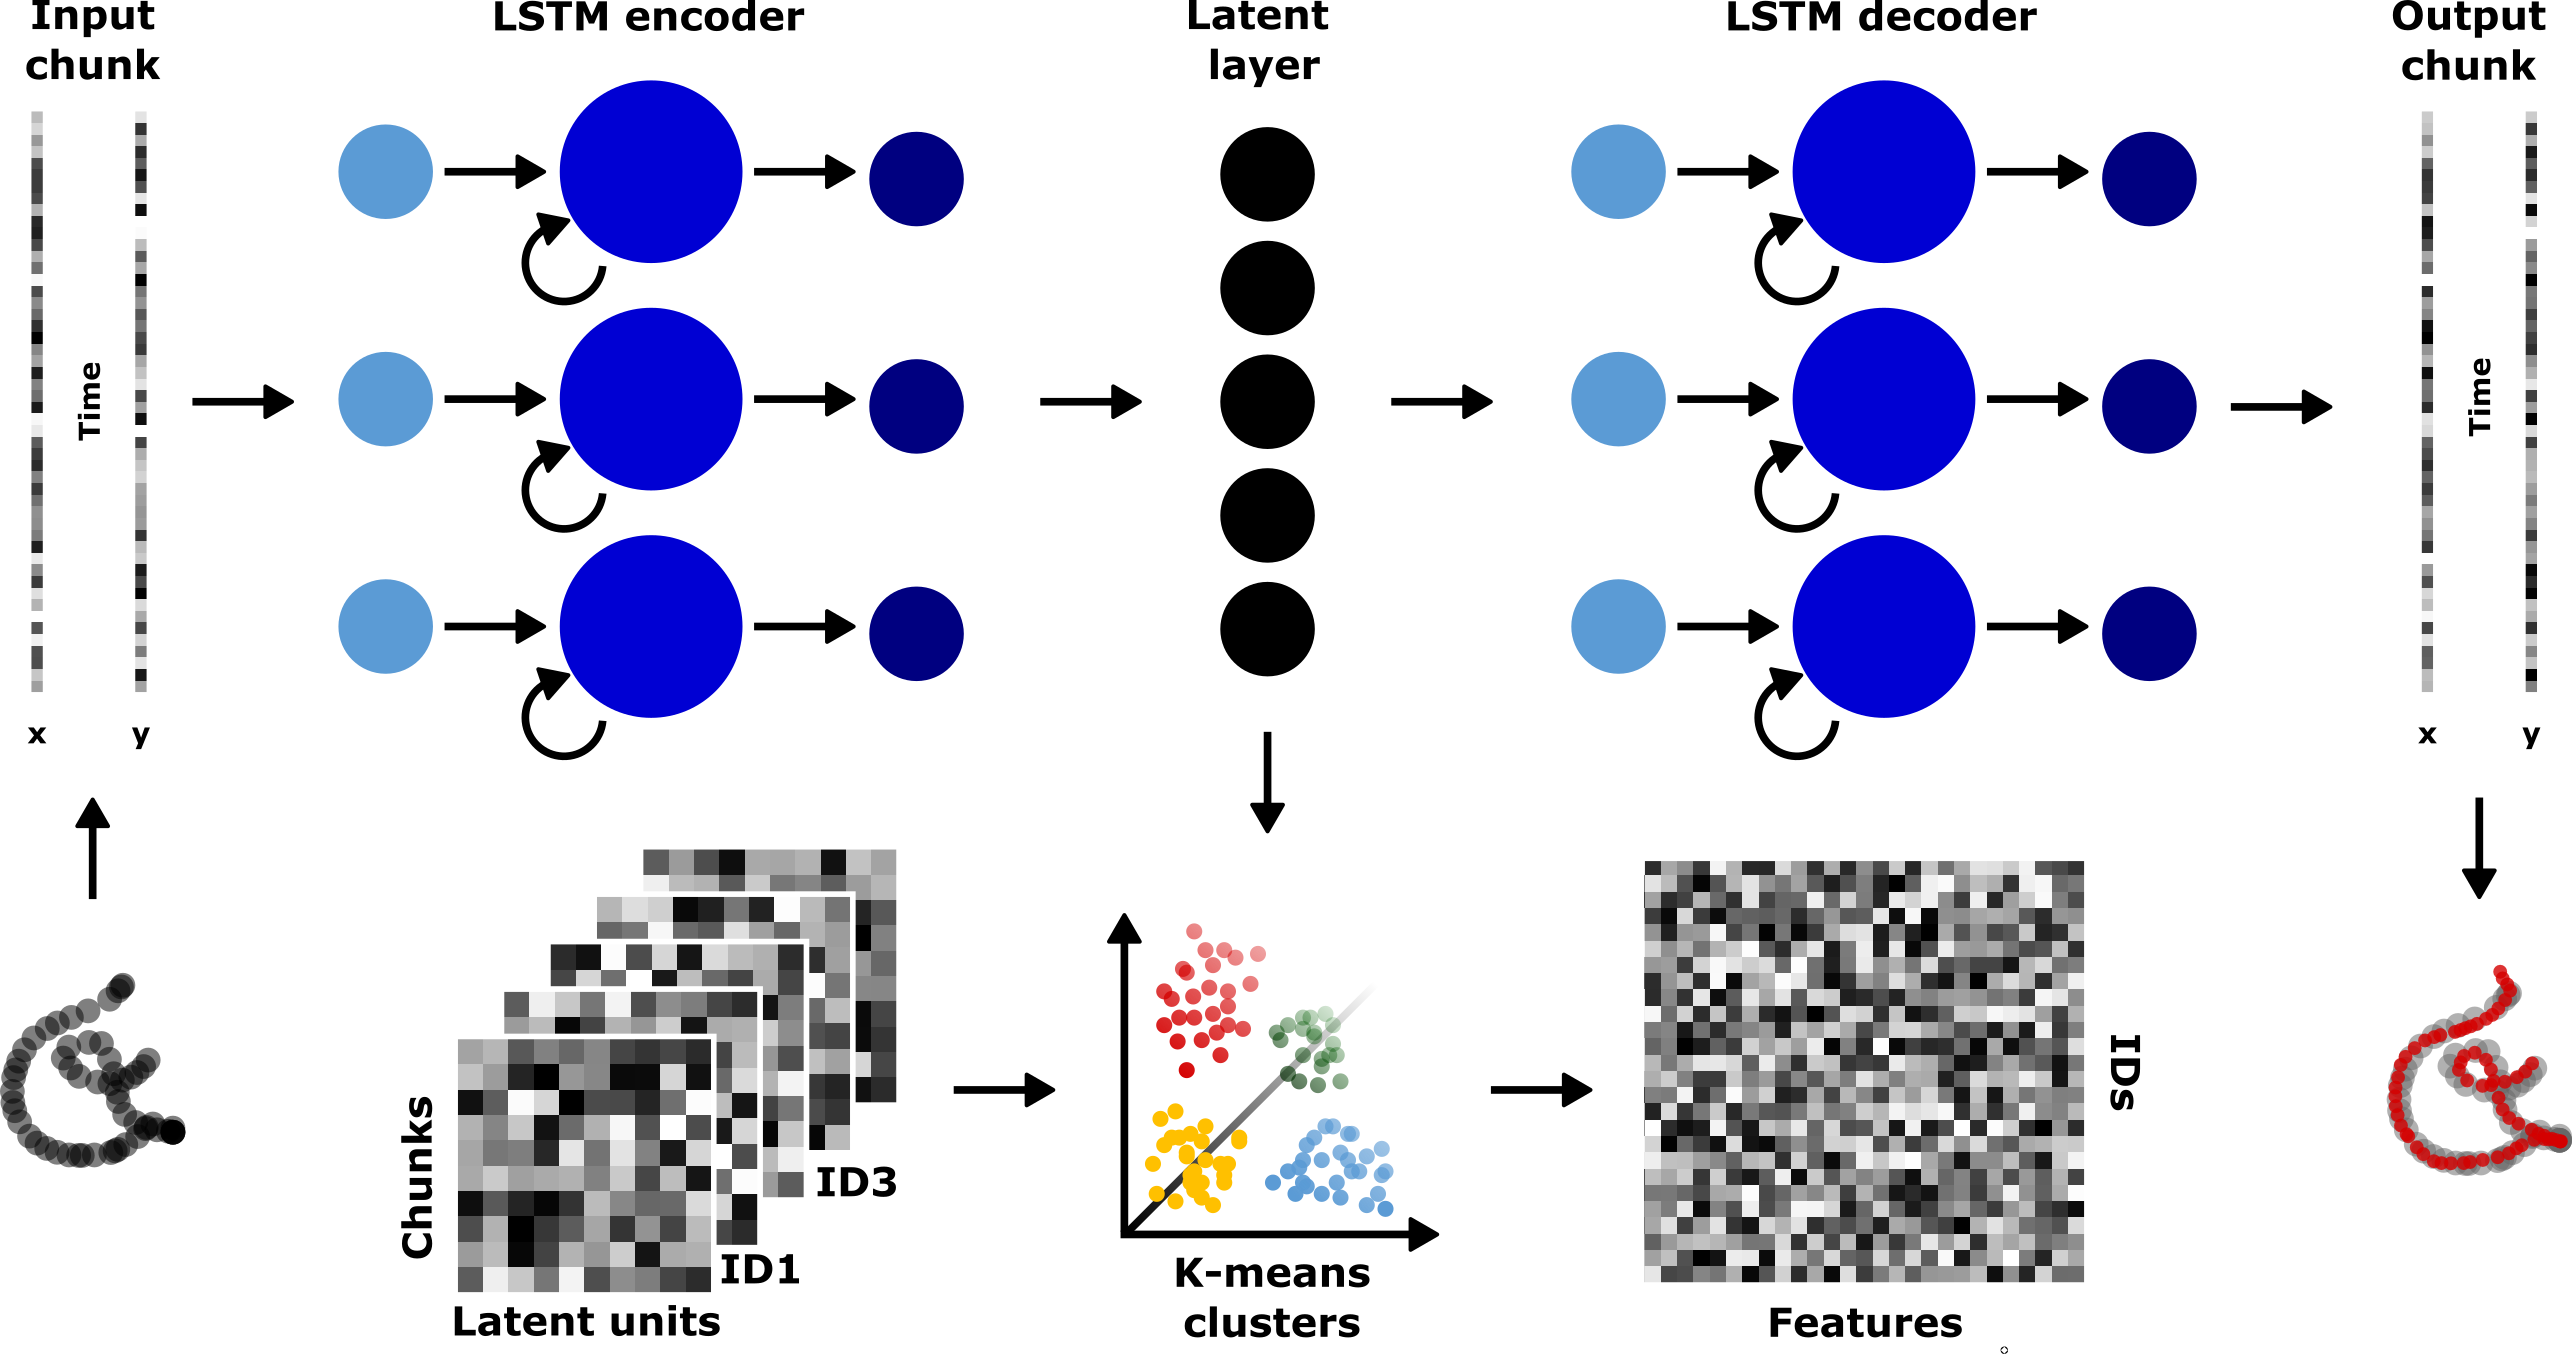 Input
chunk
LSTM encoder
Latent
layer
LSTM decoder
Output
chunk
Time
Time
x
y
x
y
Chunks
ID3
ID1
Latent units
K-means
clusters
IDs
Features